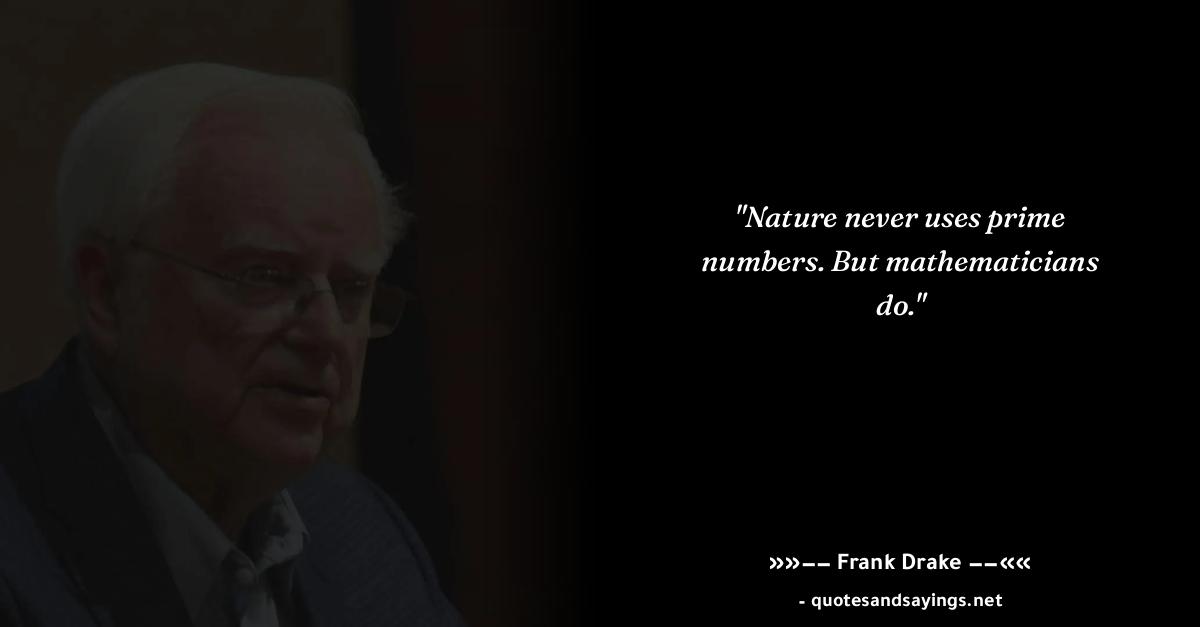 "Nature never uses prime
numbers. But mathematicians
do."
»»−− Frank Drake −−««
- quotesandsayings.net